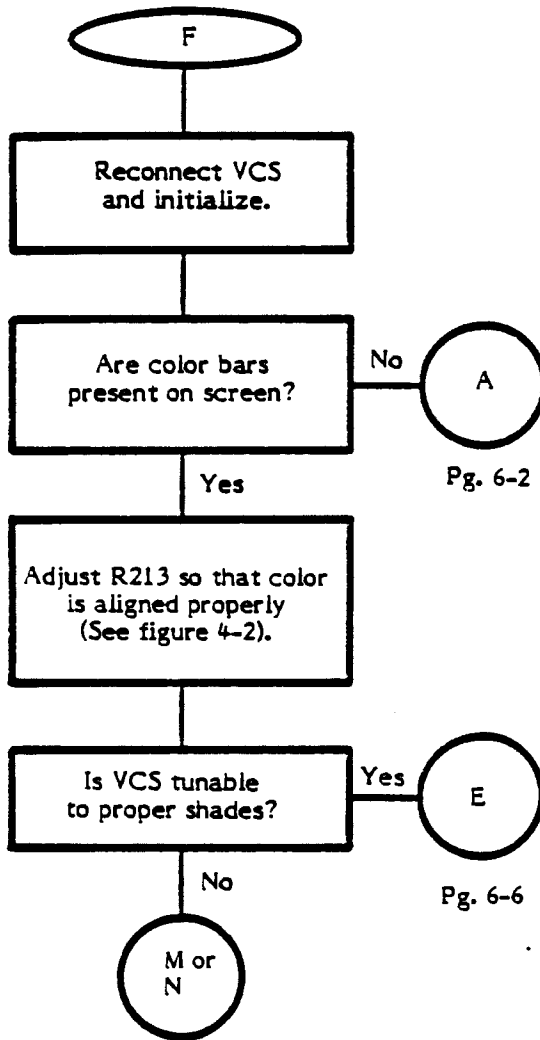 F
Reconnect VCS
and initialize.
Are color bars
present on screen?
No
A
Pg. 6-2
Yes
Adjust R213 so that color
is aligned properly
(See figure 4-2).
Is VCS tunable
to proper shades?
Yes
E
Pg. 6-6
No
M or
N